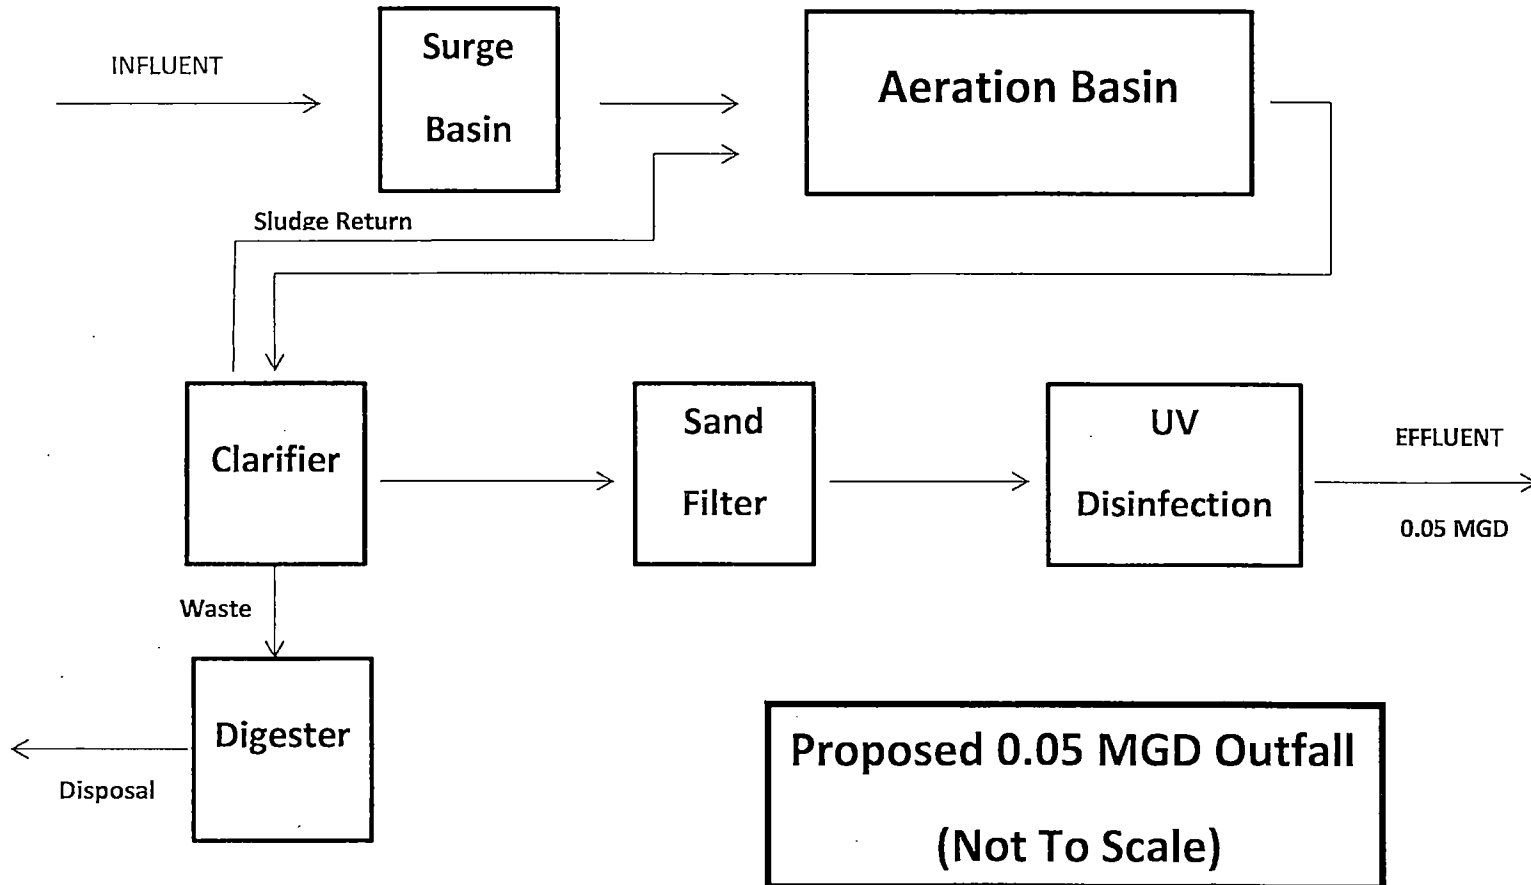 INFLUENT
Surge
Basin
Aeration Basin
Sludge Return
Clarifier
Sand
Filter
UV
Disinfection
EFFLUENT
0.05 MGD
Waste
Digester
Disposal
Proposed 0.05 MGD Outfall
(Not To Scale)